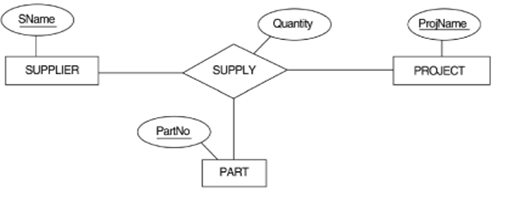 SName
Quantity
ProjName
SUPPLIER
SUPPLY
PROJECT
PartNo
PART